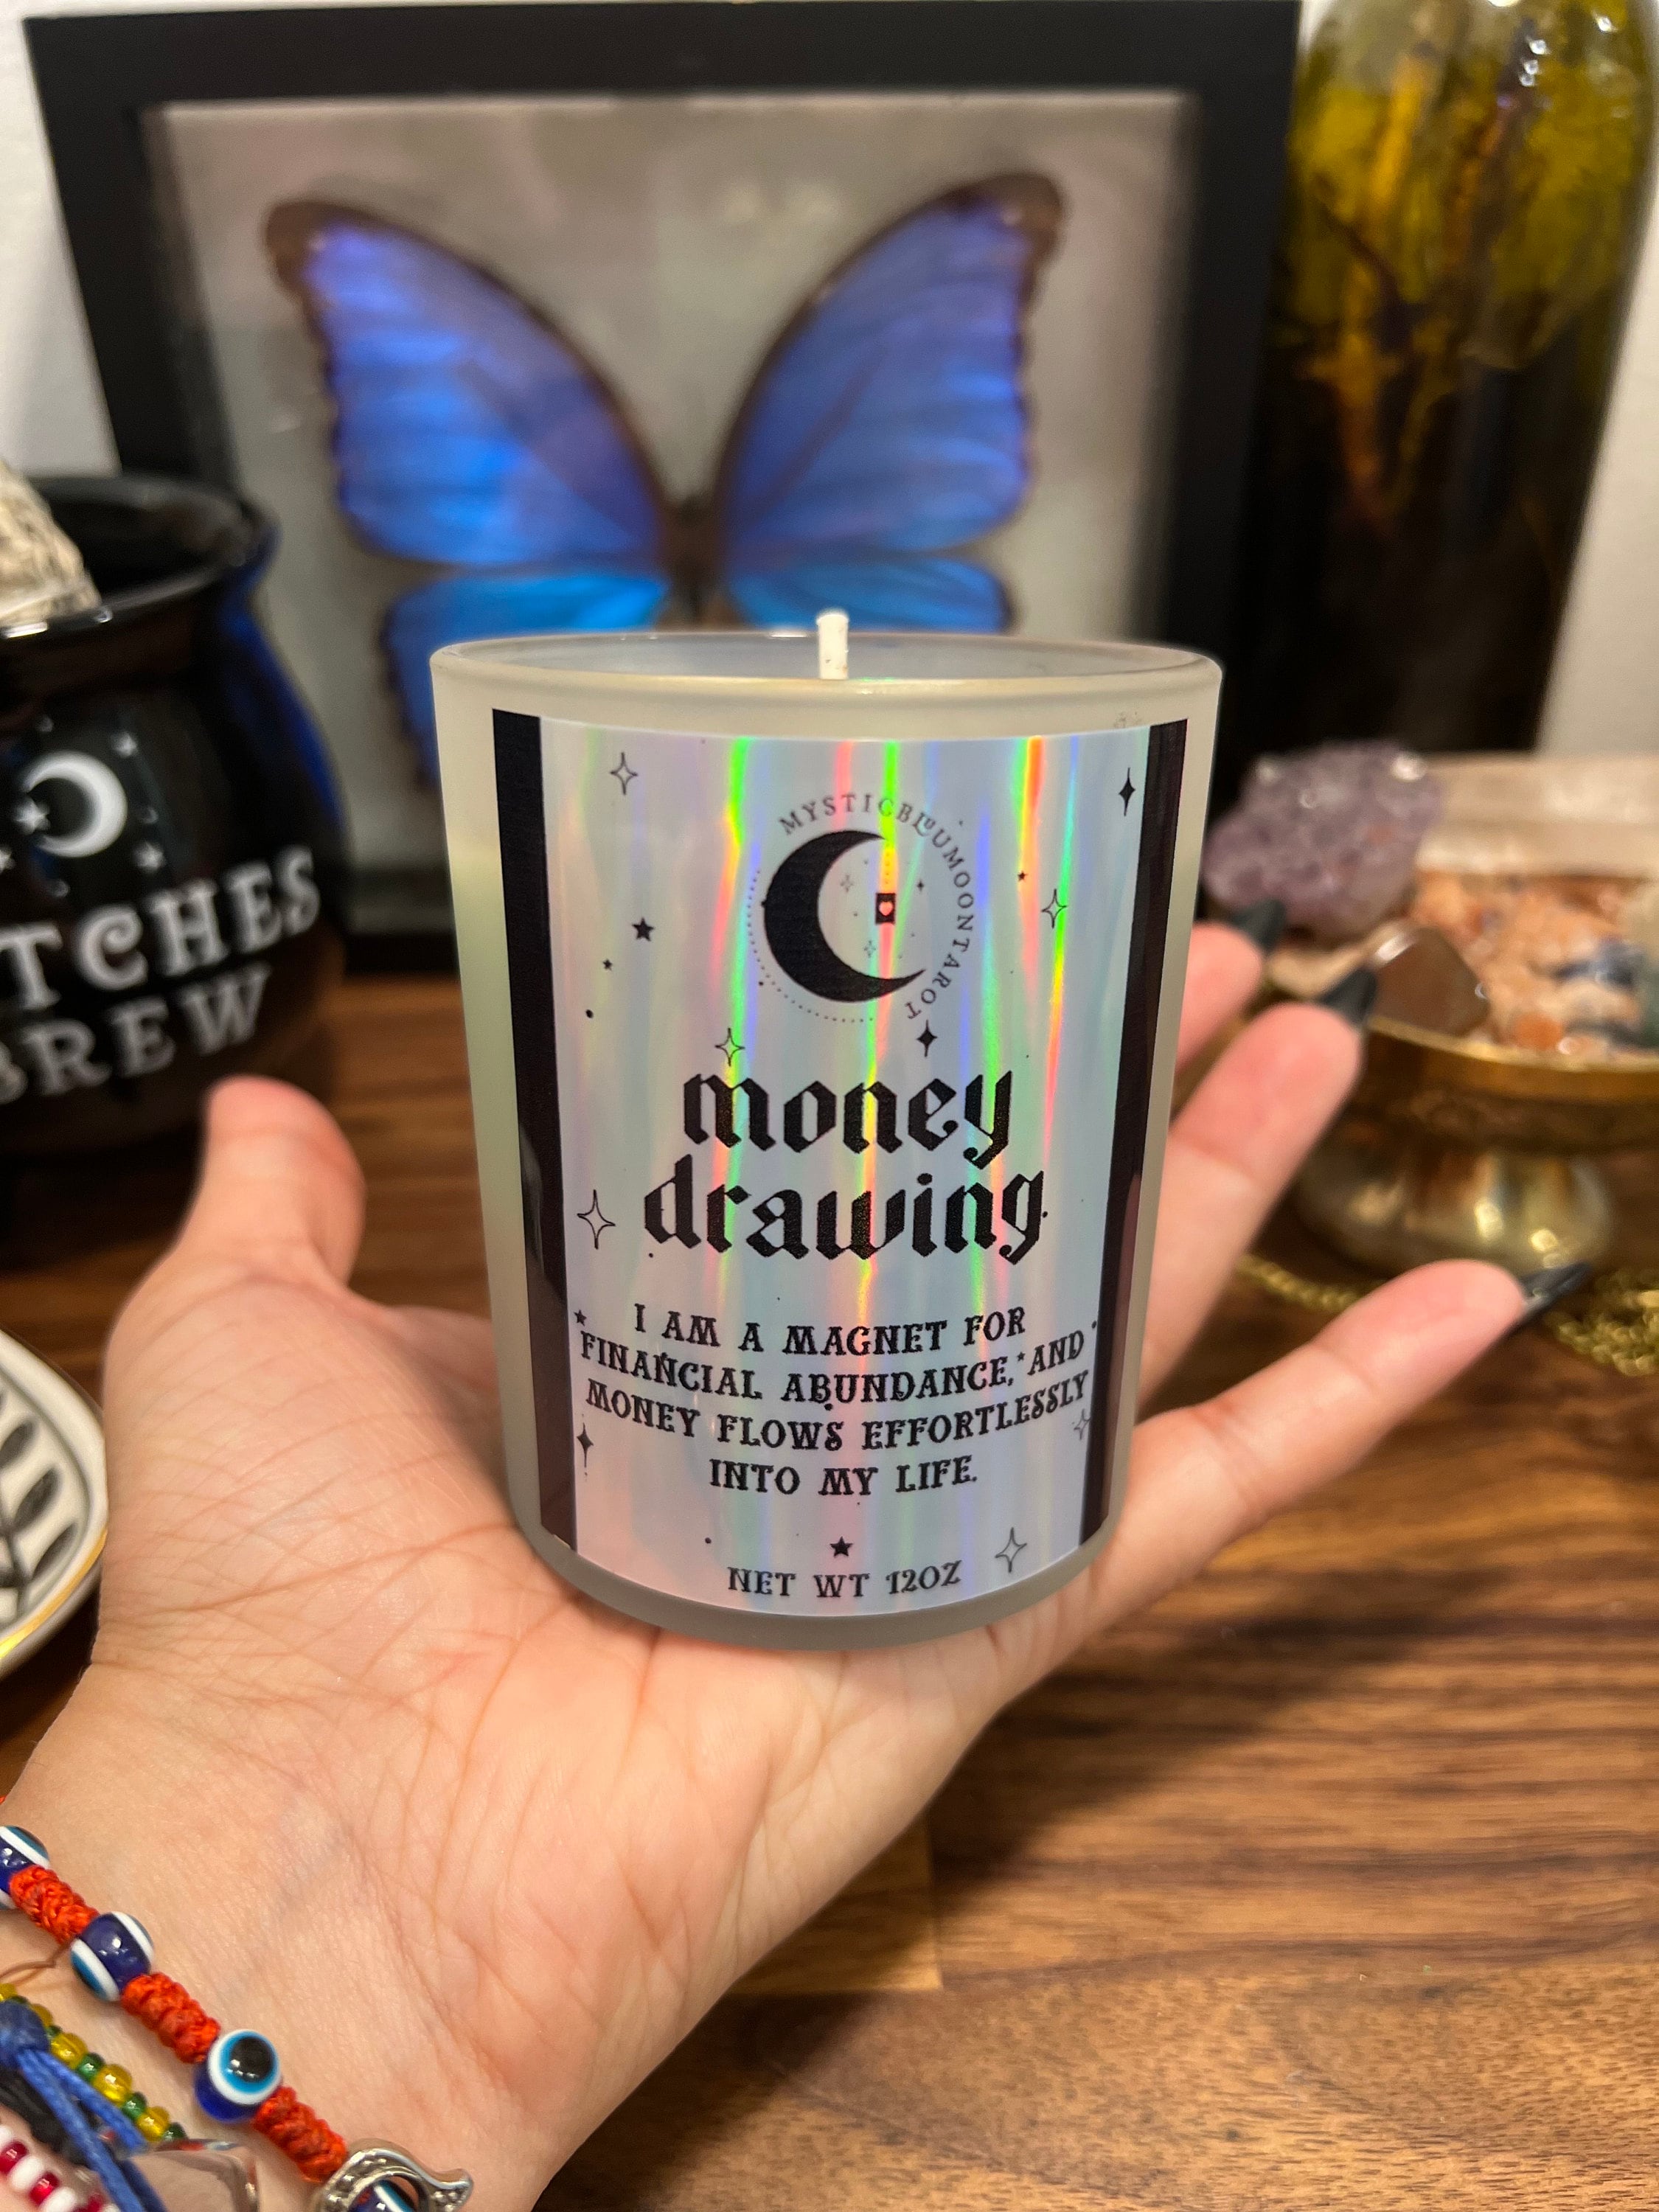 MYSTICBLUUMOONTAROT
money
drawing
I AM A MAGNET FOR
FINANCIAL ABUNDANCE, AND
MONEY FLOWS EFFORTLESSLY
INTO MY LIFE.
NET WT 12OZ
TCHES
BREW